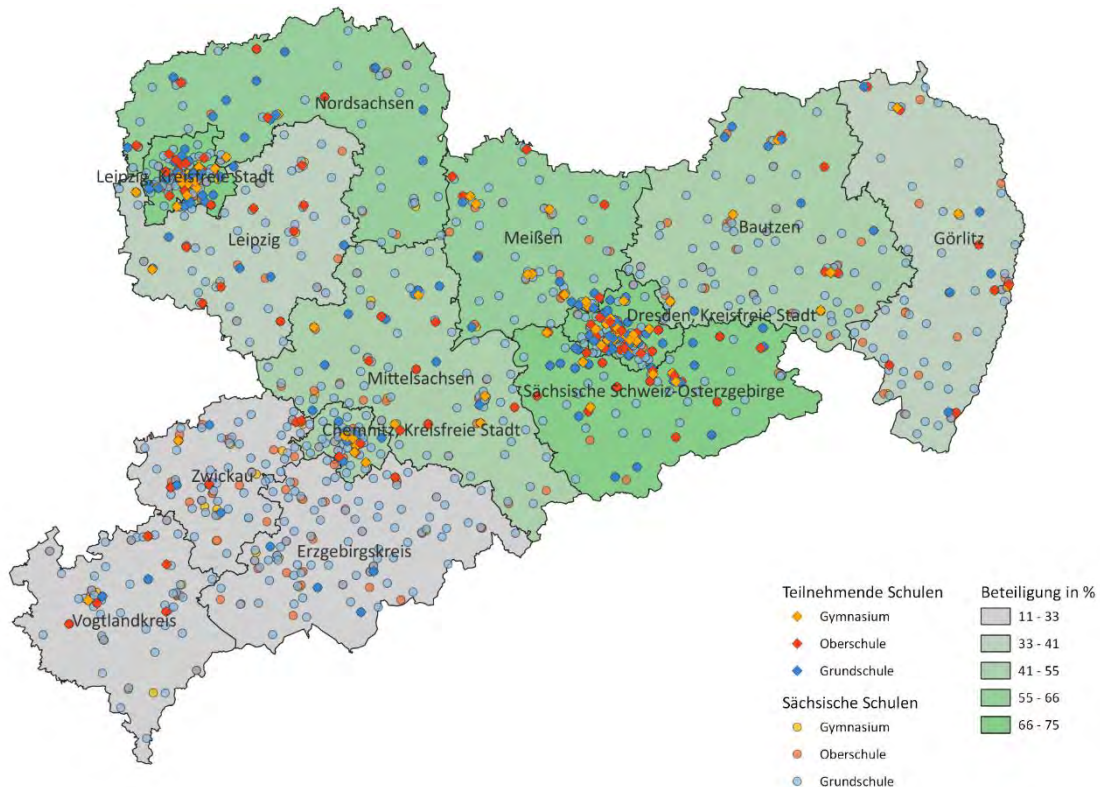 Nordsachsen
Leipzig, Kreisfreie Stadt
Leipzig
Meißen
Bautzen
Görlitz
Dresden, Kreisfreie Stadt
Mittelsachsen
Sächsische Schweiz-Osterzgebirge
Chemnitz, Kreisfreie Stadt
Zwickau
Erzgebirgskreis
Vogtlandkreis
Teilnehmende Schulen
Gymnasium
Oberschule
Grundschule
Sächsische Schulen
Gymnasium
Oberschule
Grundschule
Beteiligung in %
11 - 33
33 - 41
41 - 55
55 - 66
66 - 75